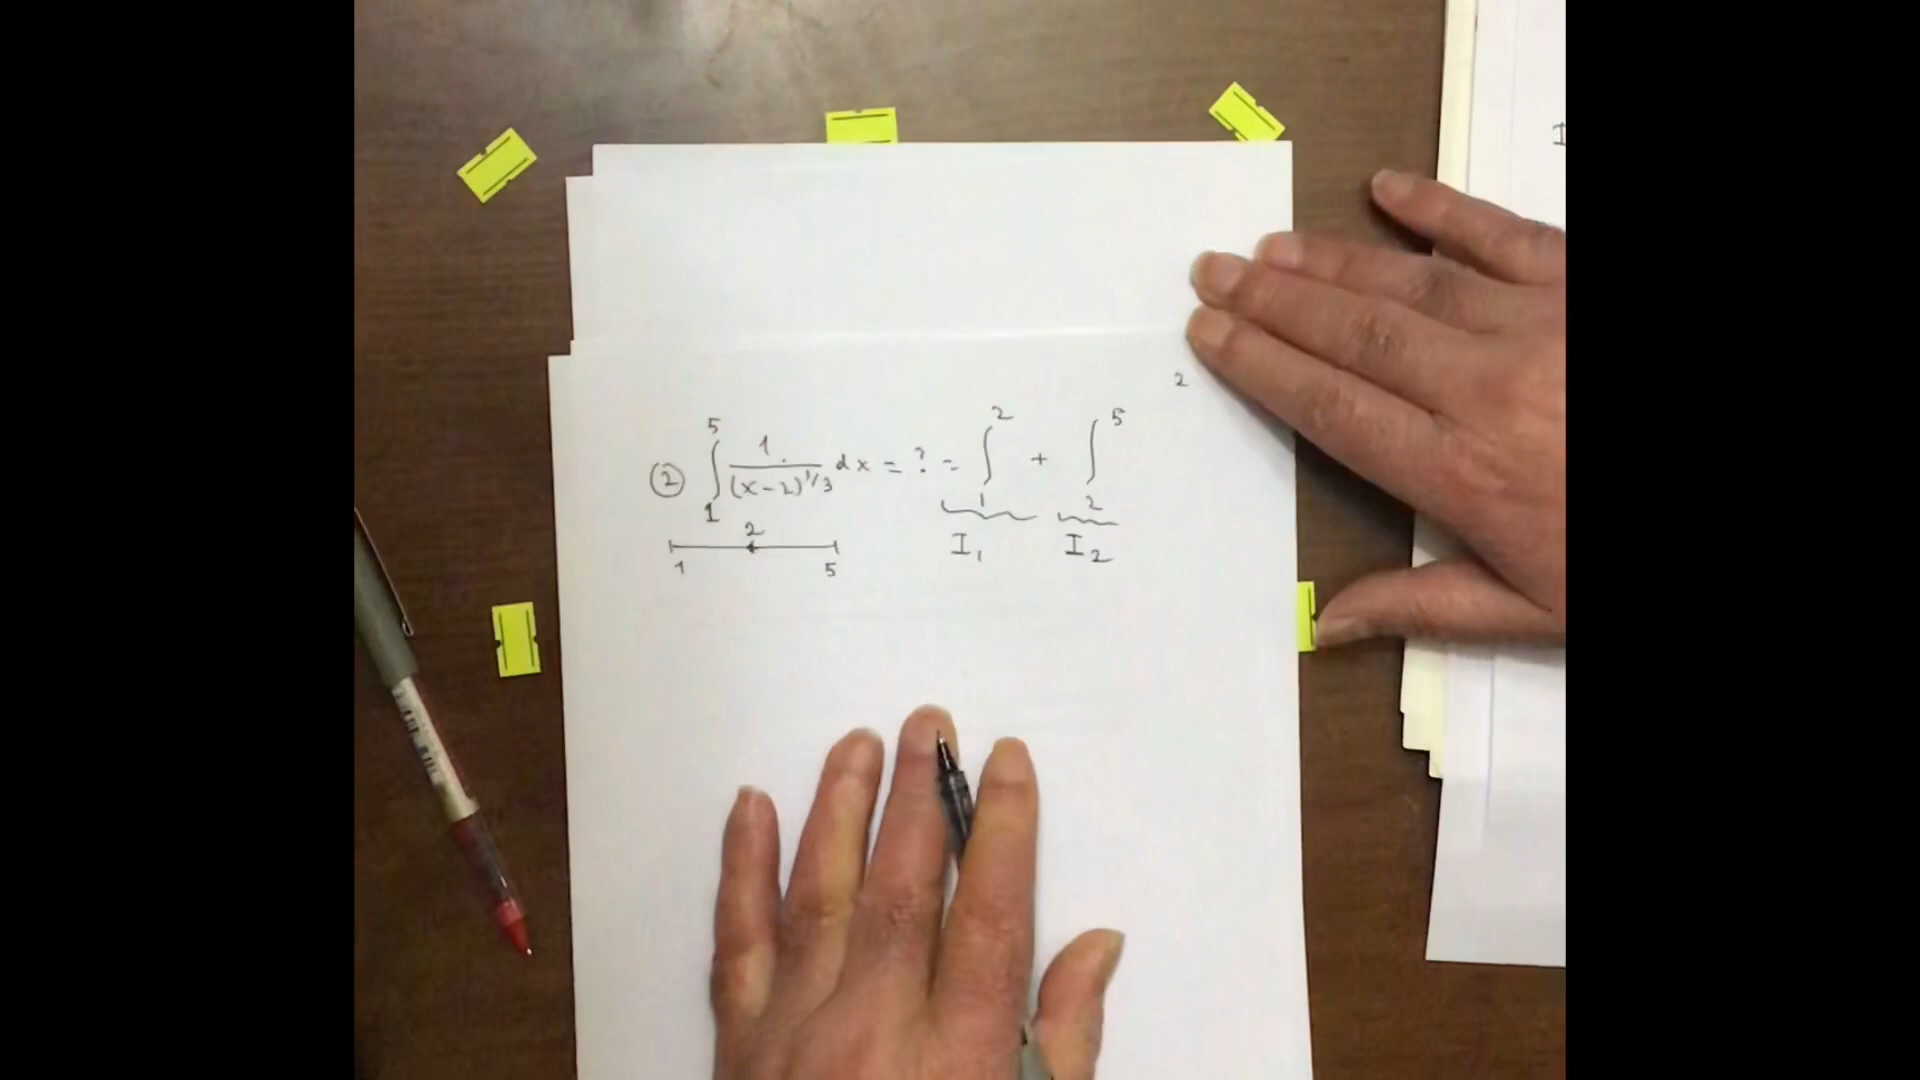 2
② ∫₁⁵ 1/(x-2)^{1/3} dx = ? = ∫₁² + ∫₂⁵
I₁ I₂
2
1 5
I